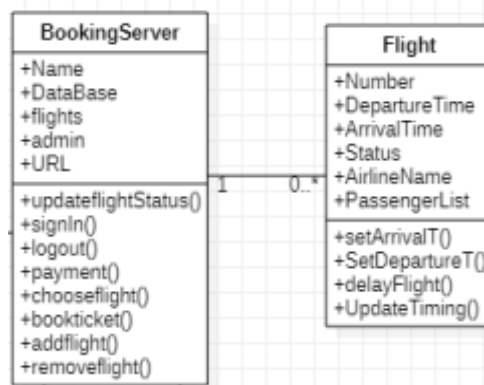 BookingServer
+Name
+DataBase
+flights
+admin
+URL
+updateflightStatus()
+signIn()
+logout()
+payment()
+chooseflight()
+bookticket()
+addflight()
+removeflight()
1
0..*
Flight
+Number
+DepartureTime
+ArrivalTime
+Status
+AirlineName
+PassengerList
+setArrivalT()
+SetDepartureT()
+delayFlight()
+UpdateTiming()